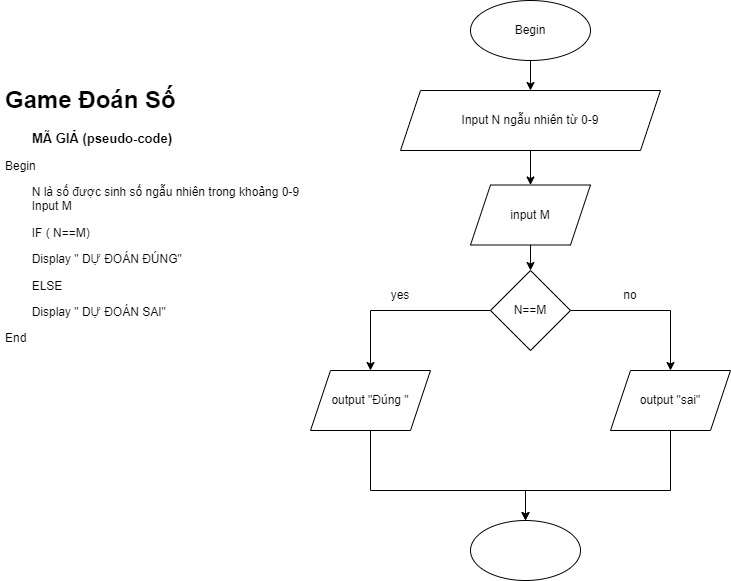 Game Đoán Số
MÃ GIẢ (pseudo-code)
Begin
N là số được sinh số ngẫu nhiên trong khoảng 0-9
Input M
IF ( N==M)
Display " DỰ ĐOÁN ĐÚNG"
ELSE
Display " DỰ ĐOÁN SAI"
End
Begin
Input N ngẫu nhiên từ 0-9
input M
N==M
yes
no
output "Đúng "
output "sai"